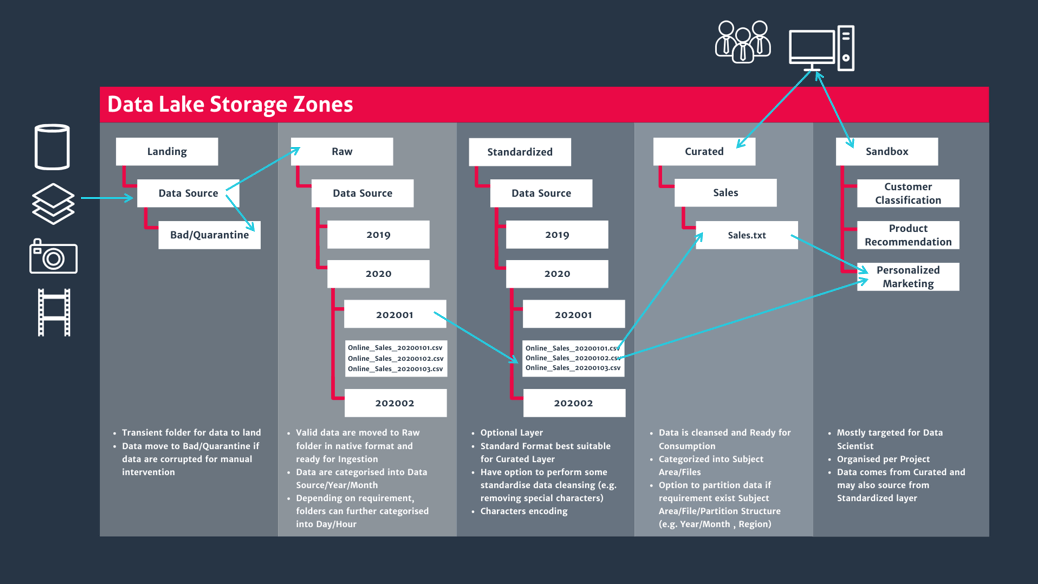 Data Lake Storage Zones
Landing
Data Source
Bad/Quarantine
• Transient folder for data to land
• Data move to Bad/Quarantine if
data are corrupted for manual
intervention
Raw
Data Source
2019
2020
202001
Online_Sales_20200101.csv
Online_Sales_20200102.csv
Online_Sales_20200103.csv
202002
• Valid data are moved to Raw
folder in native format and
ready for Ingestion
• Data are categorised into Data
Source/Year/Month
• Depending on requirement,
folders can further categorised
into Day/Hour
Standardized
Data Source
2019
2020
202001
Online_Sales_20200101.csv
Online_Sales_20200102.csv
Online_Sales_20200103.csv
202002
• Optional Layer
• Standard Format best suitable
for Curated Layer
• Have option to perform some
standardise data cleansing (e.g.
removing special characters)
• Characters encoding
Curated
Sales
Sales.txt
• Data is cleansed and Ready for
Consumption
• Categorized into Subject
Area/Files
• Option to partition data if
requirement exist Subject
Area/File/Partition Structure
(e.g. Year/Month , Region)
Sandbox
Customer
Classification
Product
Recommendation
Personalized
Marketing
• Mostly targeted for Data
Scientist
• Organised per Project
• Data comes from Curated and
may also source from
Standardized layer